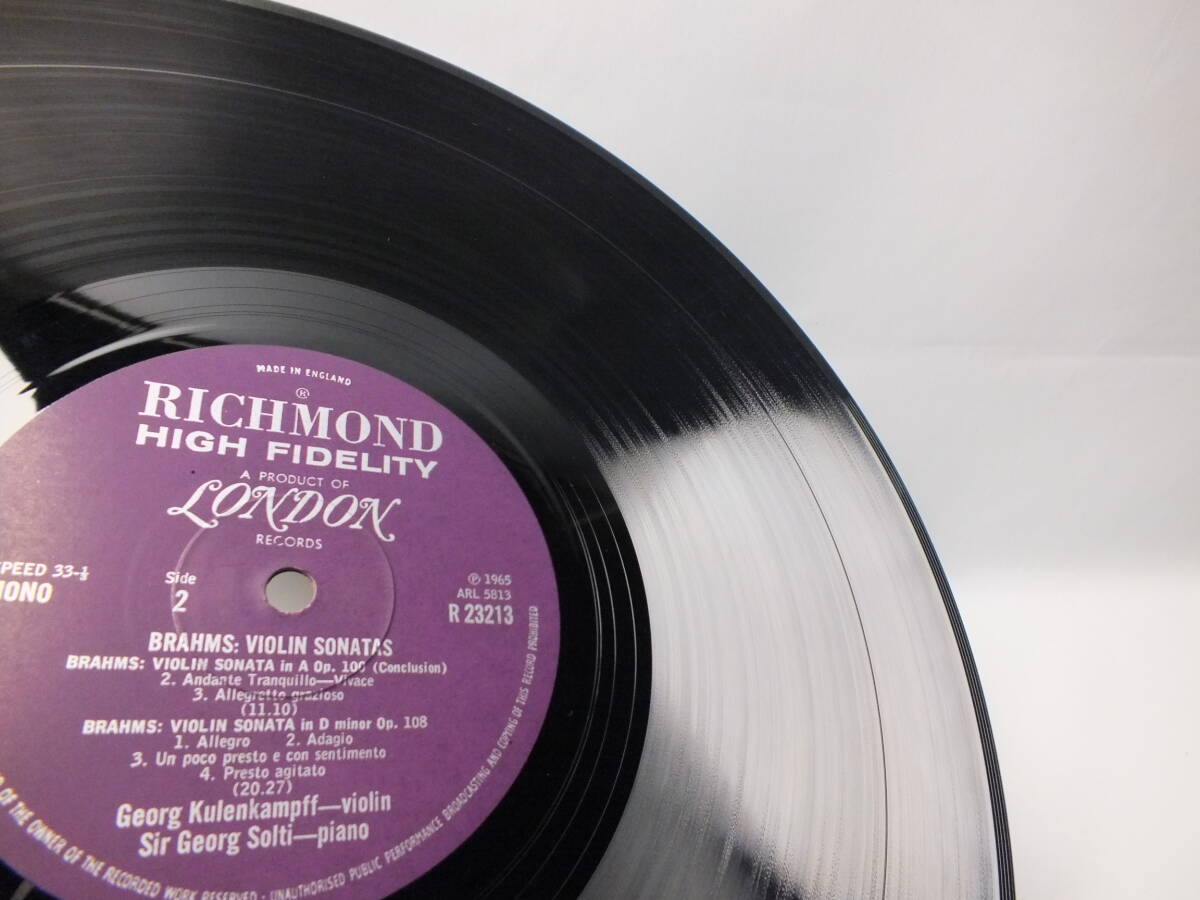 MADE IN ENGLAND
®
RICHMOND
HIGH FIDELITY
A PRODUCT OF
LONDON
RECORDS
SPEED 33-⅓
MONO
Side
2
℗ 1965
ARL 5813
R 23213
BRAHMS: VIOLIN SONATAS
BRAHMS: VIOLIN SONATA in A Op. 100 (Conclusion)
2. Andante Tranquillo—Vivace
3. Allegretto grazioso
(11.10)
BRAHMS: VIOLIN SONATA in D minor Op. 108
1. Allegro 2. Adagio
3. Un poco presto e con sentimento
4. Presto agitato
(20.27)
Georg Kulenkampff—violin
Sir Georg Solti—piano
OF THE OWNER OF THE RECORDED WORK RESERVED · UNAUTHORISED PUBLIC PERFORMANCE BROADCASTING AND COPYING OF THIS RECORD PROHIBITED